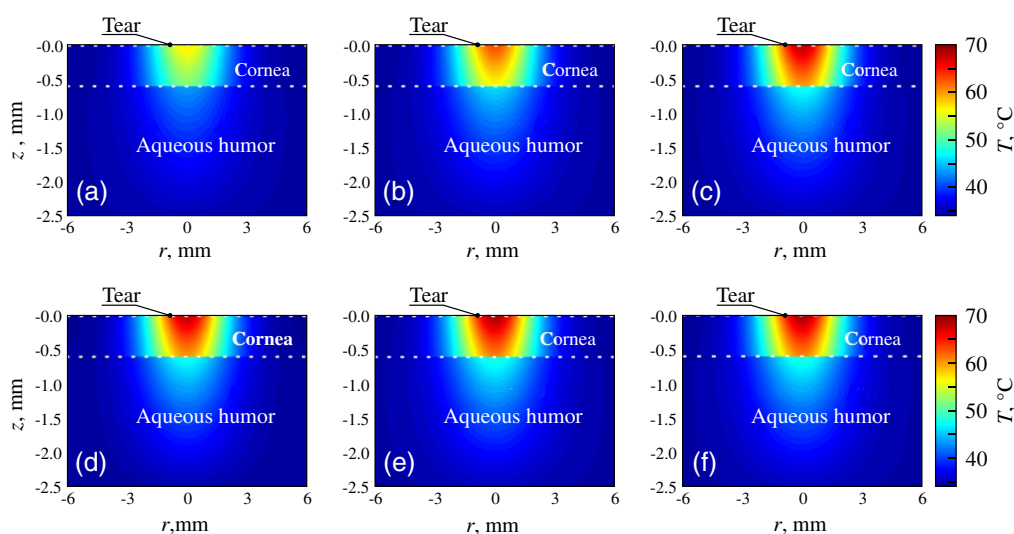 Tear Tear Tear
-0.0 -0.0 -0.0 70
Cornea Cornea Cornea
-0.5 -0.5 -0.5
60
z , mm -1.0 -1.0 -1.0 T, °C
Aqueous humor Aqueous humor Aqueous humor
-1.5 -1.5 -1.5 50
-2.0 (a) -2.0 (b) -2.0 (c) 40
-2.5 -2.5 -2.5
-6 -3 0 3 6 -6 -3 0 3 6 -6 -3 0 3 6
r, mm r, mm r, mm
Tear Tear Tear
-0.0 -0.0 -0.0 70
Cornea Cornea Cornea
-0.5 -0.5 -0.5
60
z, mm -1.0 -1.0 -1.0 T, °C
Aqueous humor Aqueous humor Aqueous humor
-1.5 -1.5 -1.5 50
-2.0 (d) -2.0 (e) -2.0 (f) 40
-2.5 -2.5 -2.5
-6 -3 0 3 6 -6 -3 0 3 6 -6 -3 0 3 6
r,mm r, mm r, mm